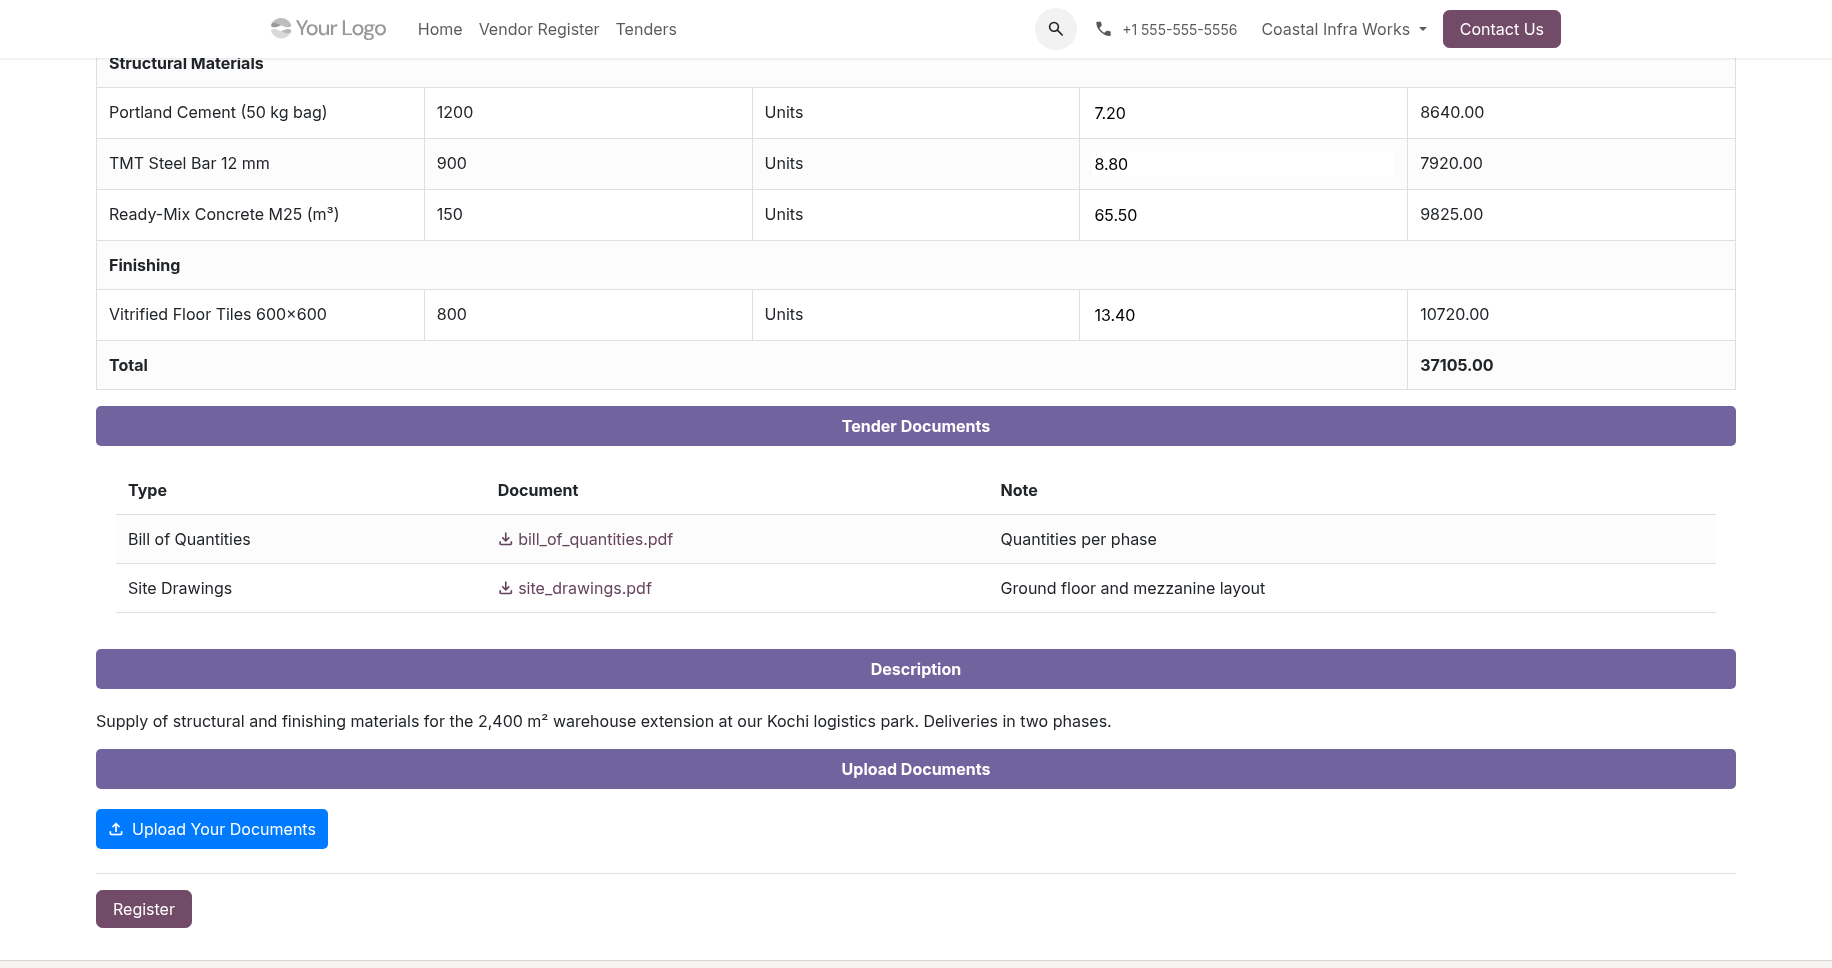 Your Logo Home Vendor Register Tenders +1 555-555-5556 Coastal Infra Works Contact Us
Structural Materials
Portland Cement (50 kg bag) 1200 Units 7.20 8640.00
TMT Steel Bar 12 mm 900 Units 8.80 7920.00
Ready-Mix Concrete M25 (m³) 150 Units 65.50 9825.00
Finishing
Vitrified Floor Tiles 600×600 800 Units 13.40 10720.00
Total 37105.00
Tender Documents
Type Document Note
Bill of Quantities bill_of_quantities.pdf Quantities per phase
Site Drawings site_drawings.pdf Ground floor and mezzanine layout
Description
Supply of structural and finishing materials for the 2,400 m² warehouse extension at our Kochi logistics park. Deliveries in two phases.
Upload Documents
Upload Your Documents
Register